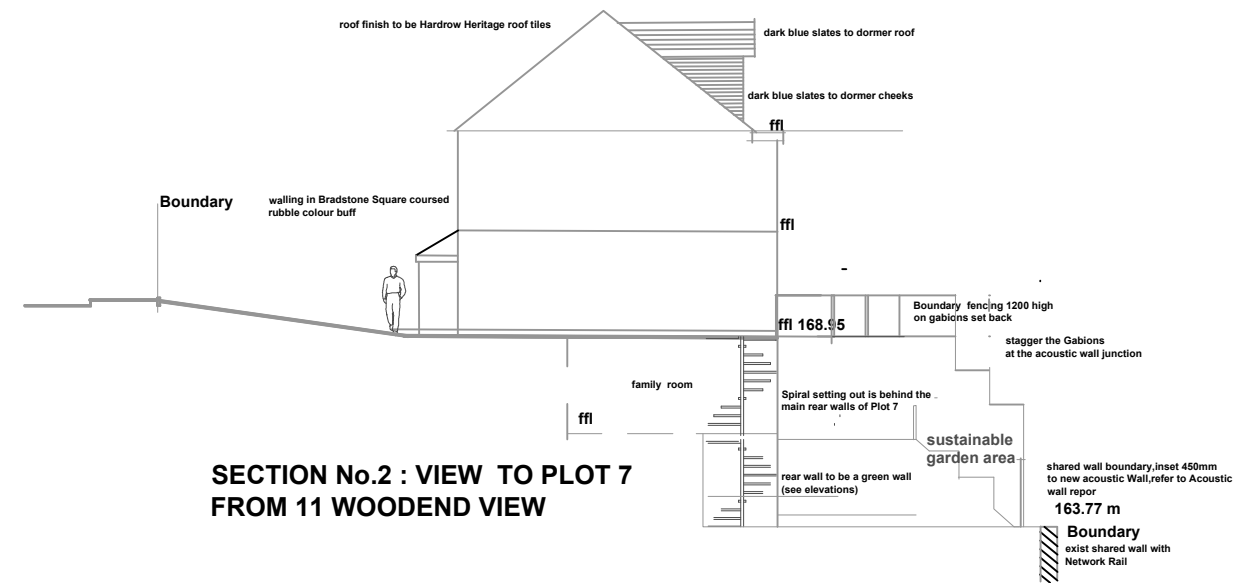 roof finish to be Hardrow Heritage roof tiles
dark blue slates to dormer roof
dark blue slates to dormer cheeks
ffl
Boundary
walling in Bradstone Square coursed
rubble colour buff
ffl
Boundary fencing 1200 high
on gabions set back
ffl 168.95
stagger the Gabions
at the acoustic wall junction
family room
Spiral setting out is behind the
main rear walls of Plot 7
ffl
sustainable
garden area
SECTION No.2 : VIEW TO PLOT 7
FROM 11 WOODEND VIEW
rear wall to be a green wall
(see elevations)
shared wall boundary,inset 450mm
to new acoustic Wall,refer to Acoustic
wall repor
163.77 m
Boundary
exist shared wall with
Network Rail